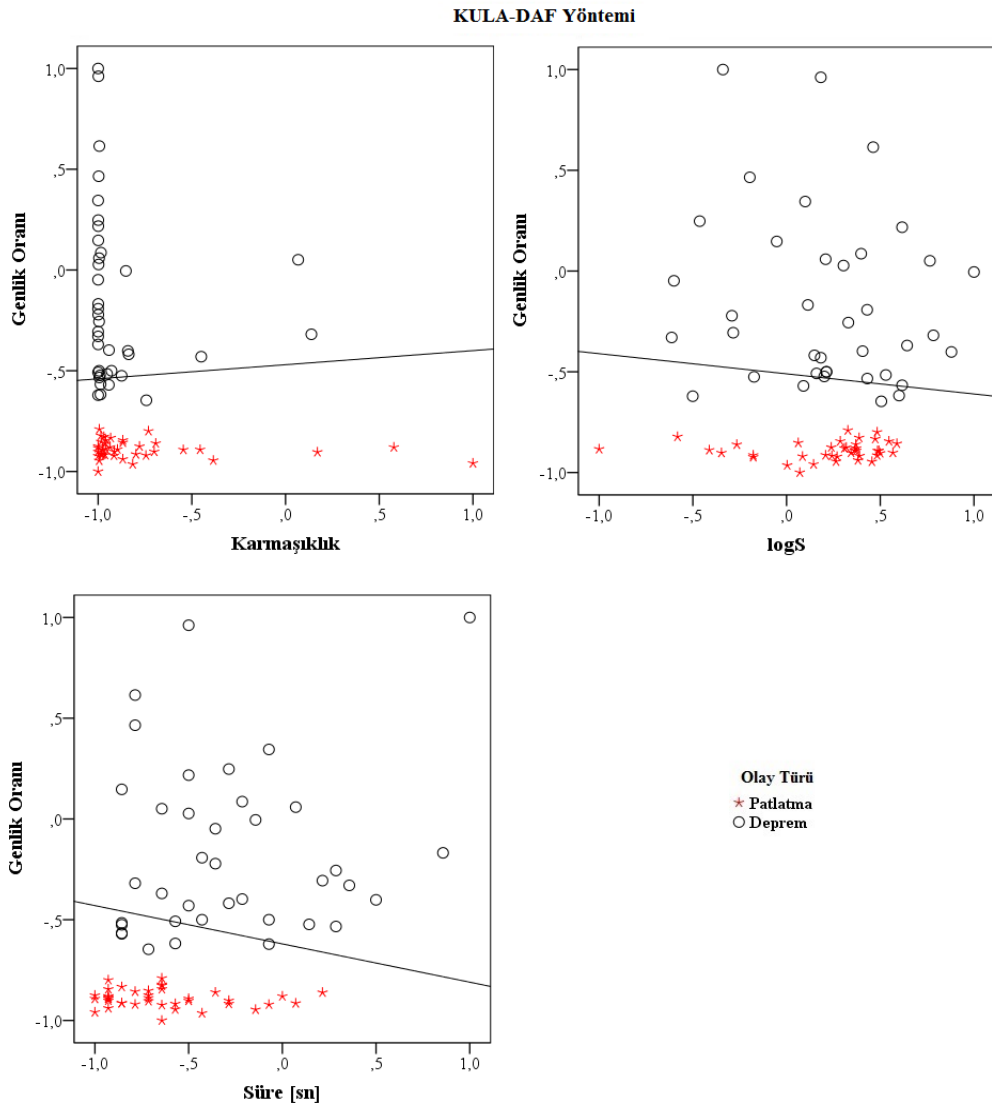 KULA-DAF Yöntemi
Genlik Oranı
1,0
,5
,0
-,5
-1,0
-1,0 -,5 ,0 ,5 1,0
Karmaşıklık
Genlik Oranı
1,0
,5
,0
-,5
-1,0
-1,0 -,5 ,0 ,5 1,0
logS
Genlik Oranı
1,0
,5
,0
-,5
-1,0
-1,0 -,5 ,0 ,5 1,0
Süre [sn]
Olay Türü
Patlatma
Deprem